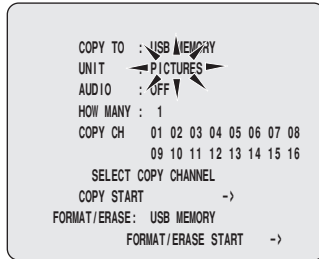 COPY TO : USB MEMORY
UNIT : PICTURES
AUDIO : OFF
HOW MANY : 1
COPY CH 01 02 03 04 05 06 07 08
09 10 11 12 13 14 15 16
SELECT COPY CHANNEL
COPY START ->
FORMAT/ERASE: USB MEMORY
FORMAT/ERASE START ->